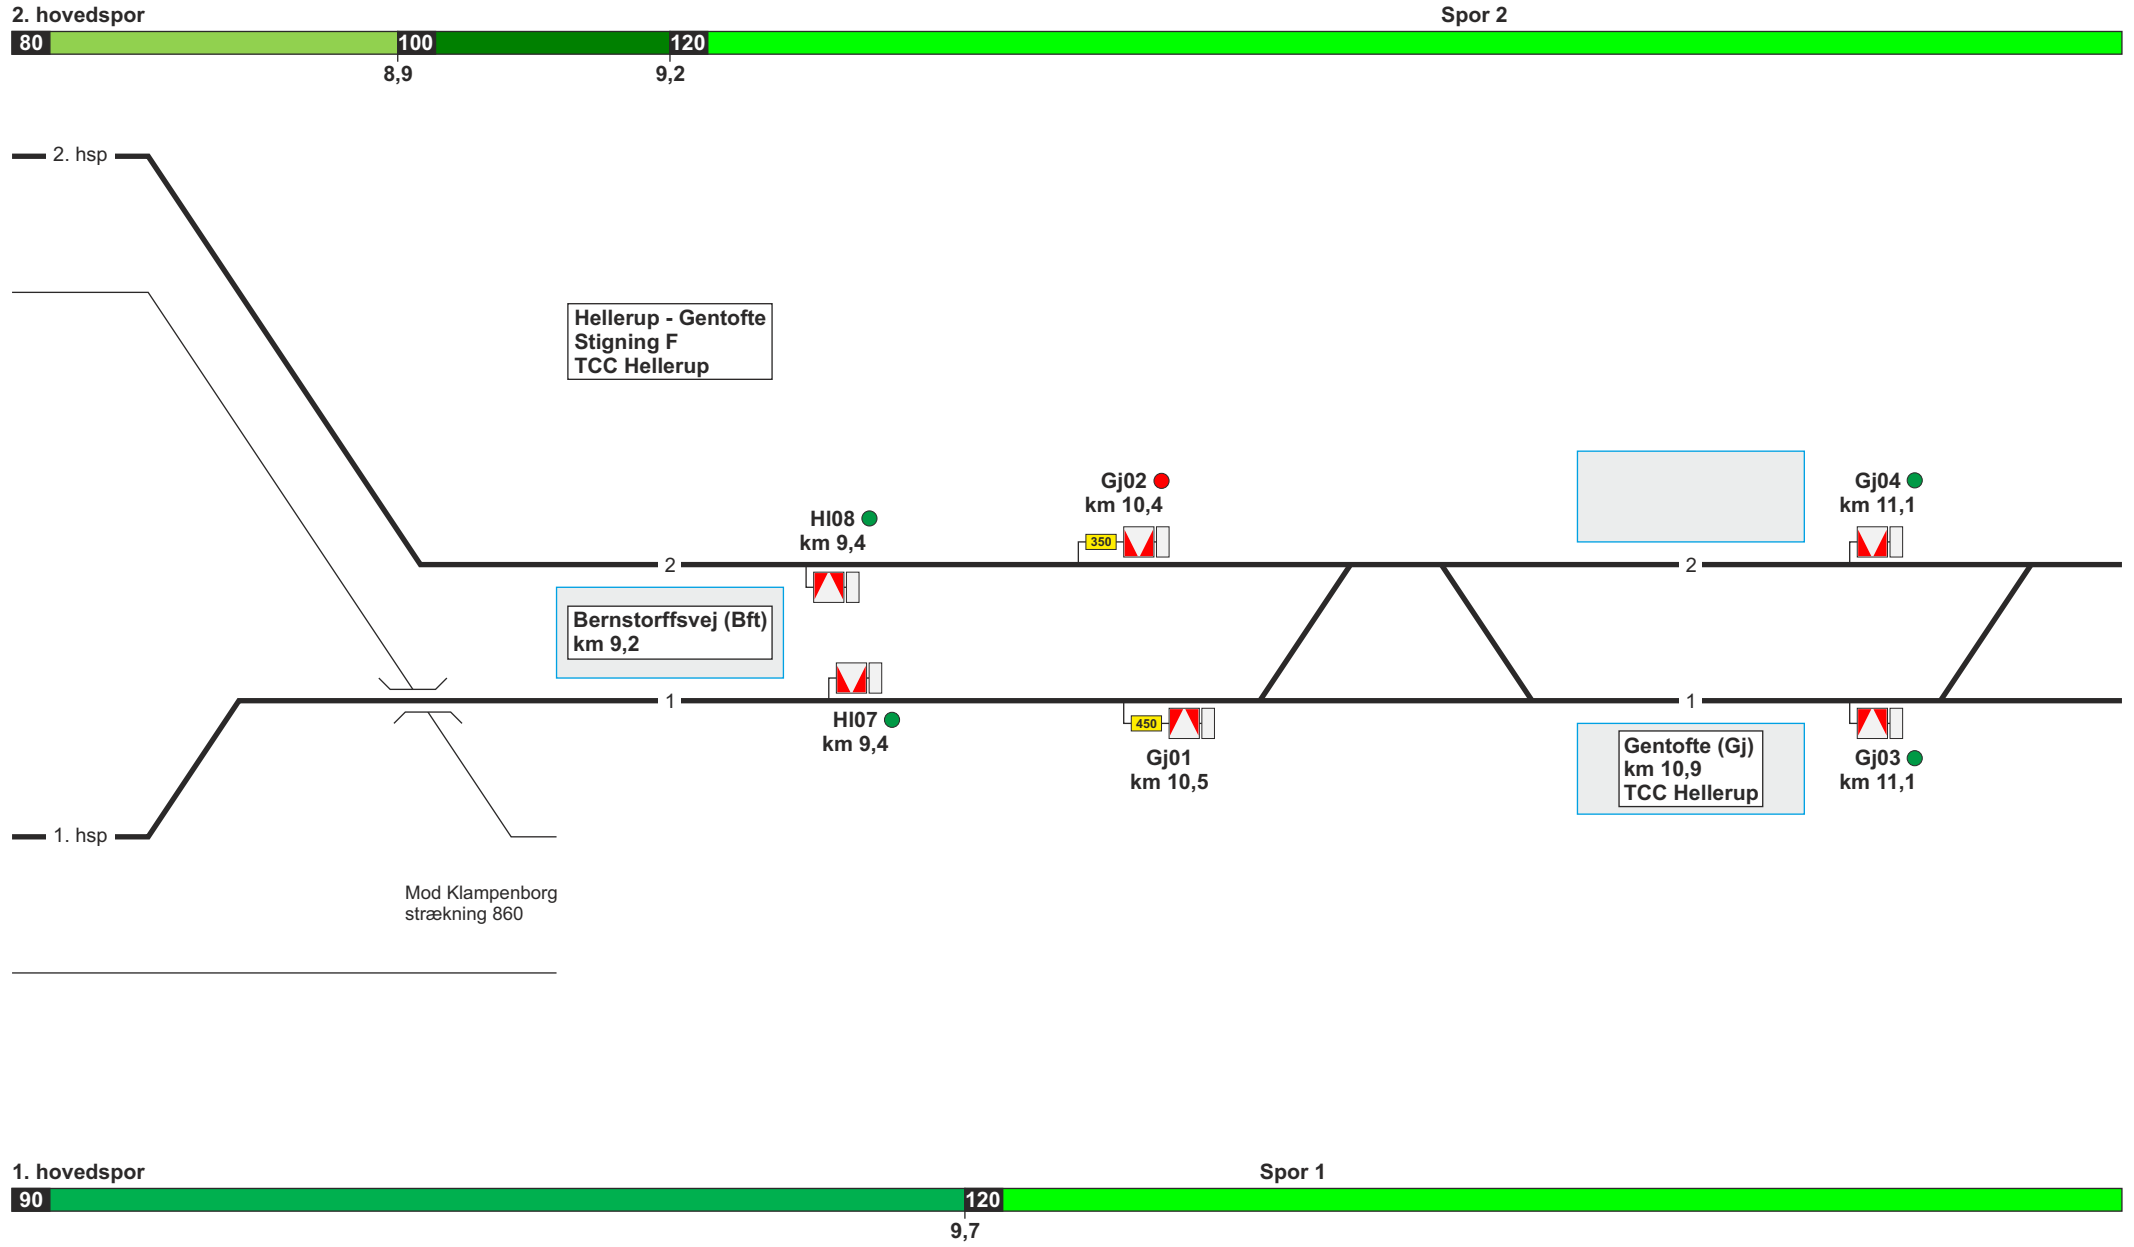 2. hovedspor
Spor 2
80
100
120
8,9
9,2
2. hsp
Hellerup - Gentofte
Stigning F
TCC Hellerup
Gj02
km 10,4
Gj04
km 11,1
Hl08
km 9,4
350
2
2
Bernstorffsvej (Bft)
km 9,2
1
1
Hl07
km 9,4
450
Gj01
km 10,5
Gentofte (Gj)
km 10,9
TCC Hellerup
Gj03
km 11,1
1. hsp
Mod Klampenborg
strækning 860
1. hovedspor
Spor 1
90
120
9,7